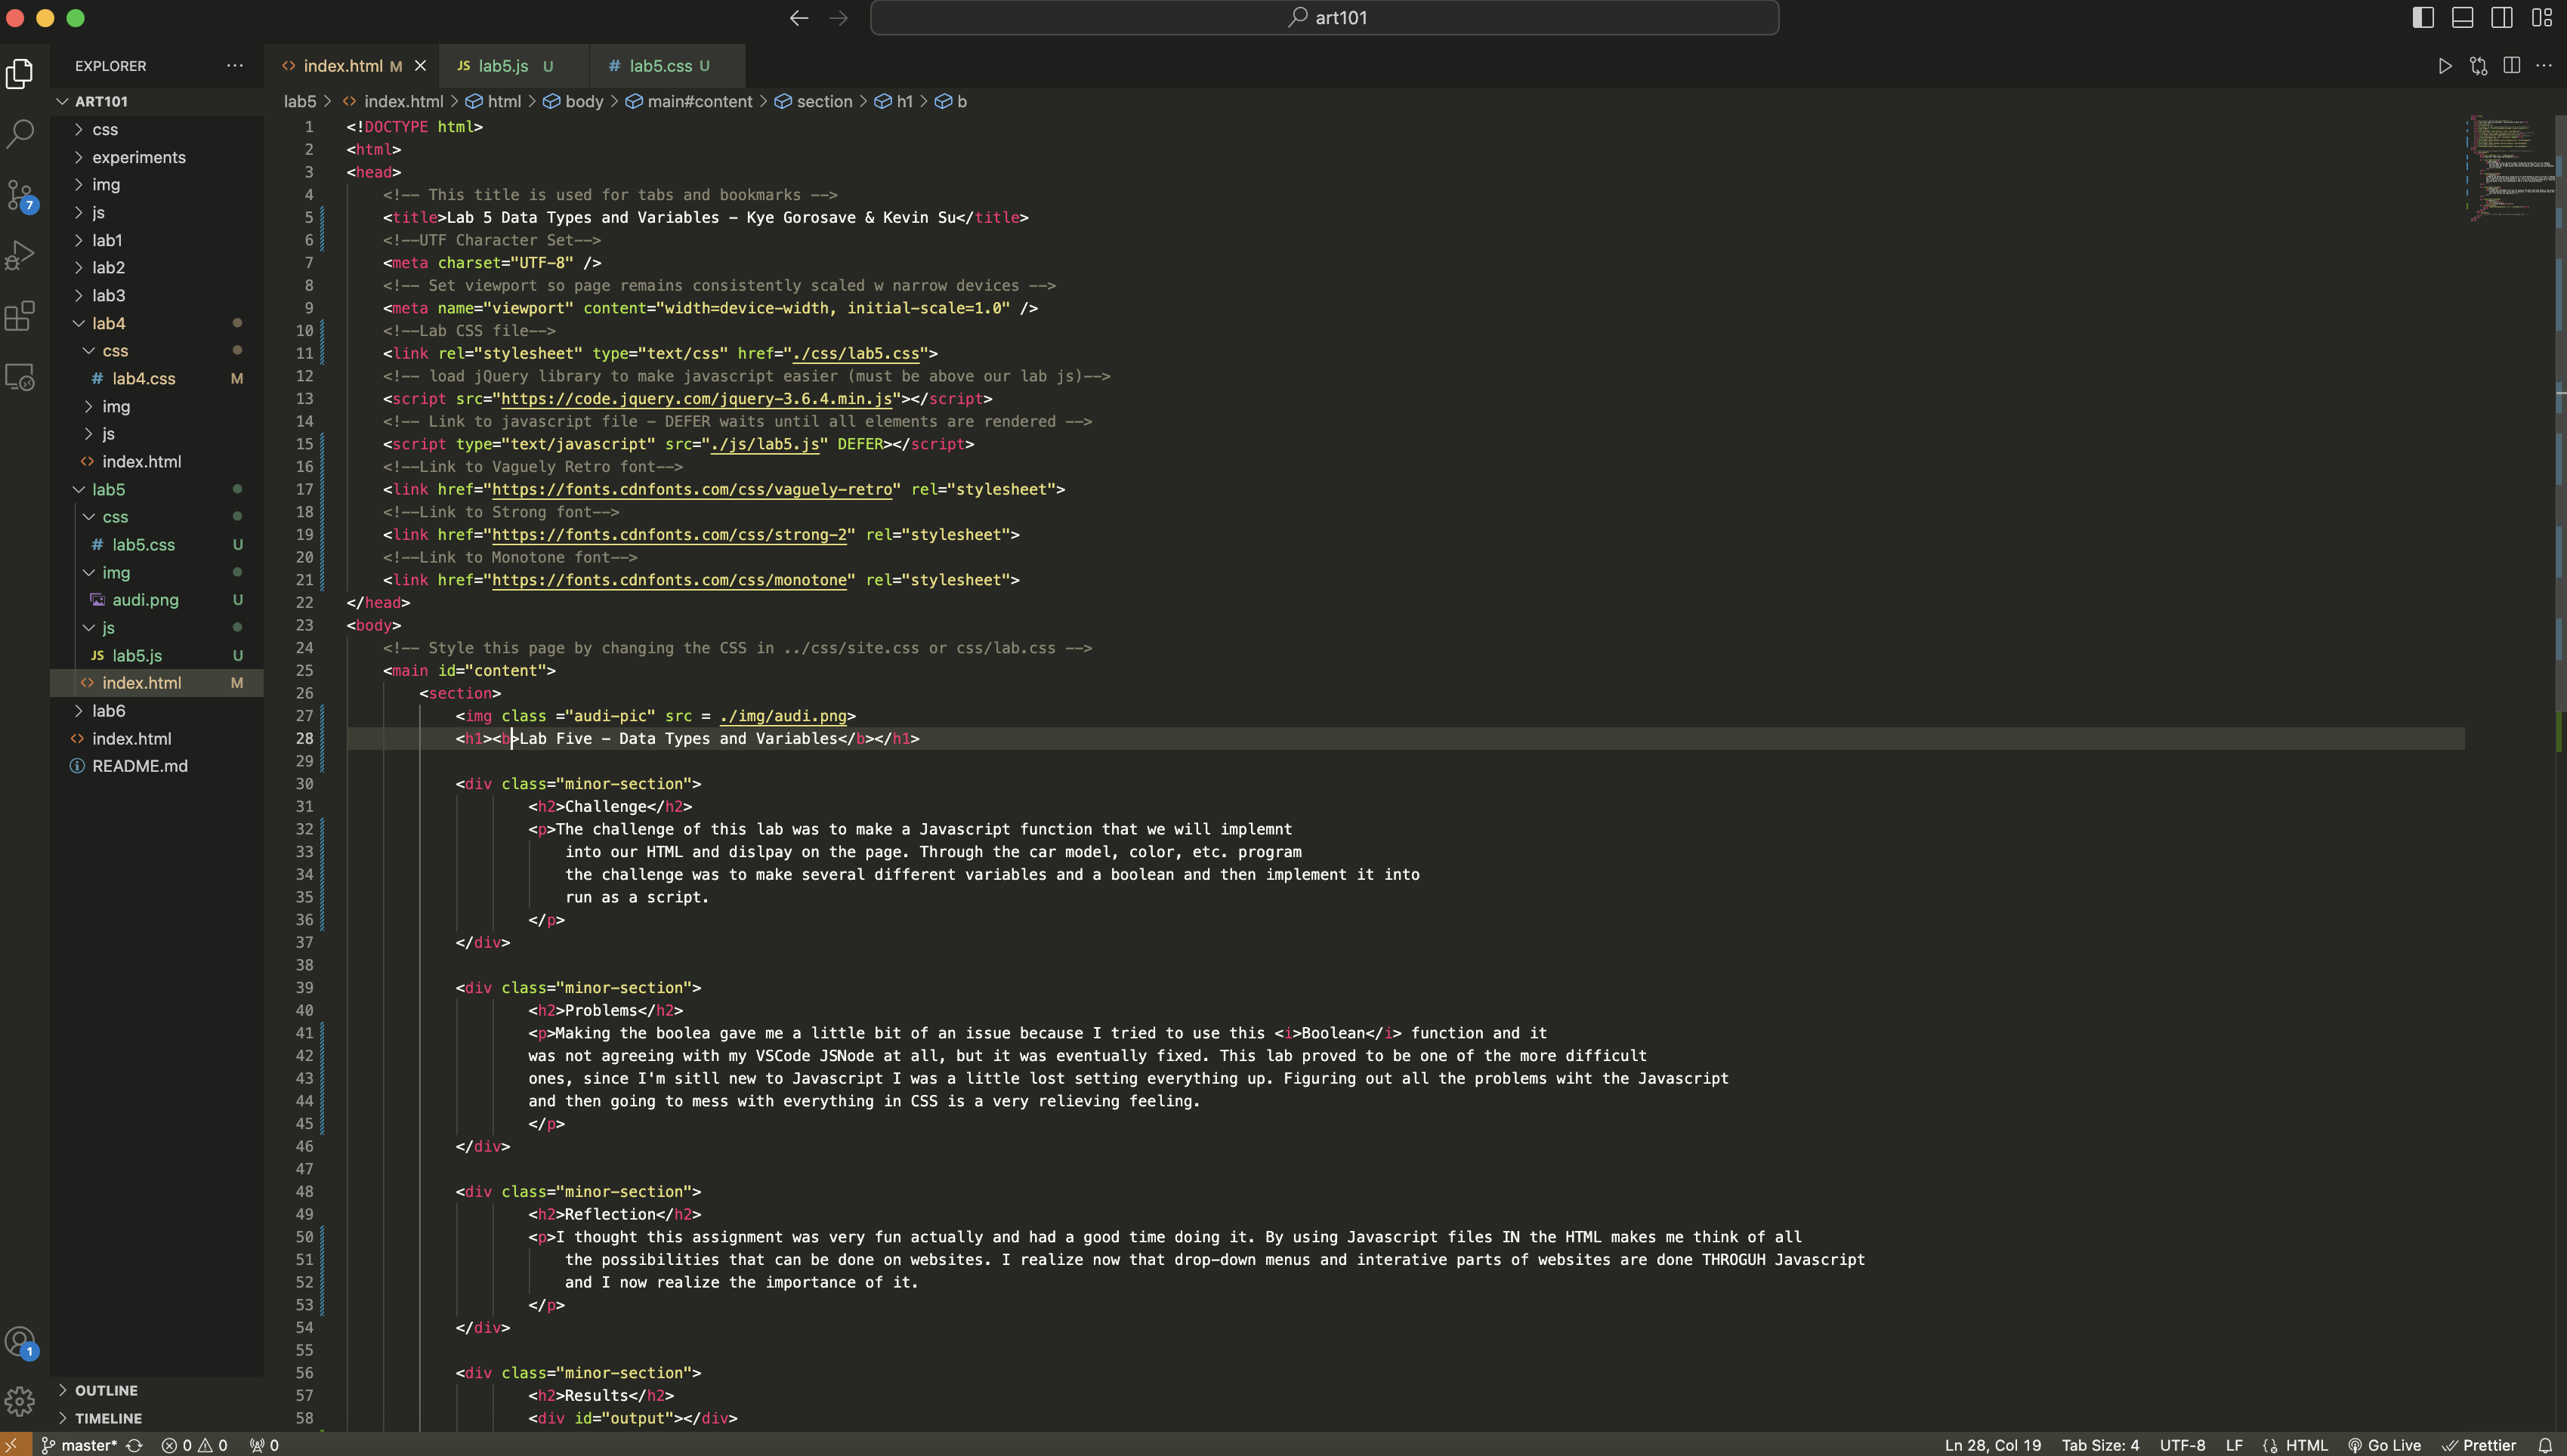 art101
EXPLORER
index.html M
JS lab5.js U
# lab5.css U
ART101
lab5 > index.html > html > body > main#content > section > h1 > b
css
experiments
img
js
lab1
lab2
lab3
lab4
css
# lab4.css M
img
js
index.html
lab5
css
# lab5.css U
img
audi.png U
js
JS lab5.js U
index.html M
lab6
index.html
README.md
7
1
OUTLINE
TIMELINE
1 <!DOCTYPE html>
2 <html>
3 <head>
4 <!-- This title is used for tabs and bookmarks -->
5 <title>Lab 5 Data Types and Variables - Kye Gorosave & Kevin Su</title>
6 <!--UTF Character Set-->
7 <meta charset="UTF-8" />
8 <!-- Set viewport so page remains consistently scaled w narrow devices -->
9 <meta name="viewport" content="width=device-width, initial-scale=1.0" />
10 <!--Lab CSS file-->
11 <link rel="stylesheet" type="text/css" href="./css/lab5.css">
12 <!-- load jQuery library to make javascript easier (must be above our lab js)-->
13 <script src="https://code.jquery.com/jquery-3.6.4.min.js"></script>
14 <!-- Link to javascript file - DEFER waits until all elements are rendered -->
15 <script type="text/javascript" src="./js/lab5.js" DEFER></script>
16 <!--Link to Vaguely Retro font-->
17 <link href="https://fonts.cdnfonts.com/css/vaguely-retro" rel="stylesheet">
18 <!--Link to Strong font-->
19 <link href="https://fonts.cdnfonts.com/css/strong-2" rel="stylesheet">
20 <!--Link to Monotone font-->
21 <link href="https://fonts.cdnfonts.com/css/monotone" rel="stylesheet">
22 </head>
23 <body>
24 <!-- Style this page by changing the CSS in ../css/site.css or css/lab.css -->
25 <main id="content">
26 <section>
27 <img class ="audi-pic" src = ./img/audi.png>
28 <h1><b>Lab Five - Data Types and Variables</b></h1>
29
30 <div class="minor-section">
31 <h2>Challenge</h2>
32 <p>The challenge of this lab was to make a Javascript function that we will implemnt
33 into our HTML and dislpay on the page. Through the car model, color, etc. program
34 the challenge was to make several different variables and a boolean and then implement it into
35 run as a script.
36 </p>
37 </div>
38
39 <div class="minor-section">
40 <h2>Problems</h2>
41 <p>Making the boolea gave me a little bit of an issue because I tried to use this <i>Boolean</i> function and it
42 was not agreeing with my VSCode JSNode at all, but it was eventually fixed. This lab proved to be one of the more difficult
43 ones, since I'm sitll new to Javascript I was a little lost setting everything up. Figuring out all the problems wiht the Javascript
44 and then going to mess with everything in CSS is a very relieving feeling.
45 </p>
46 </div>
47
48 <div class="minor-section">
49 <h2>Reflection</h2>
50 <p>I thought this assignment was very fun actually and had a good time doing it. By using Javascript files IN the HTML makes me think of all
51 the possibilities that can be done on websites. I realize now that drop-down menus and interative parts of websites are done THROGUH Javascript
52 and I now realize the importance of it.
53 </p>
54 </div>
55
56 <div class="minor-section">
57 <h2>Results</h2>
58 <div id="output"></div>
master* 0 0 0 Ln 28, Col 19 Tab Size: 4 UTF-8 LF HTML Go Live Prettier